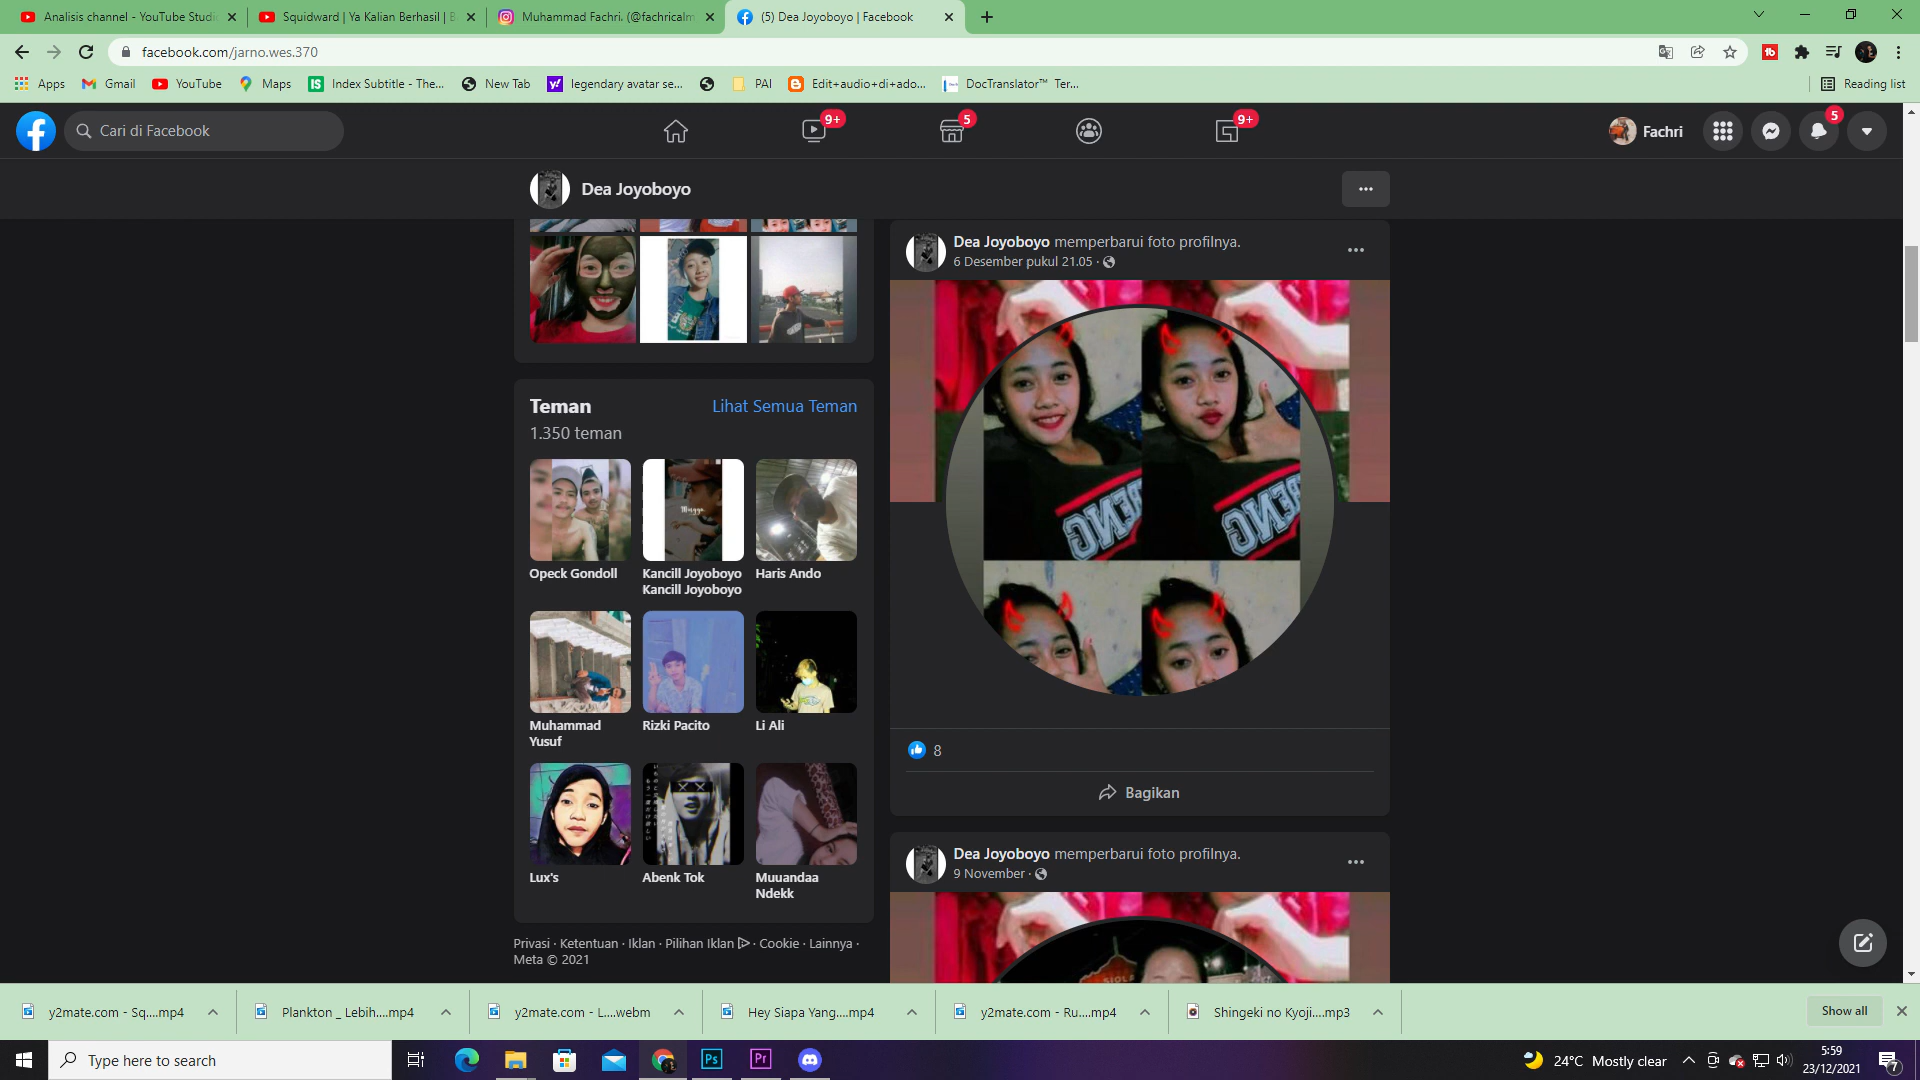 Analisis channel - YouTube Studi
Squidward | Ya Kalian Berhasil | B
Muhammad Fachri. (@fachricalm
(5) Dea Joyoboyo | Facebook
facebook.com/jarno.wes.370
Apps
Gmail
YouTube
Maps
Index Subtitle - The...
New Tab
legendary avatar se...
PAI
Edit+audio+di+ado...
DocTranslator™ Ter...
Reading list
Cari di Facebook
9+
5
9+
Fachri
5
Dea Joyoboyo
Teman
Lihat Semua Teman
1.350 teman
Opeck Gondoll
Kancill Joyoboyo
Kancill Joyoboyo
Haris Ando
Muhammad
Yusuf
Rizki Pacito
Li Ali
Lux's
Abenk Tok
Muuandaa
Ndekk
Privasi · Ketentuan · Iklan · Pilihan Iklan · Cookie · Lainnya ·
Meta © 2021
Dea Joyoboyo memperbarui foto profilnya.
6 Desember pukul 21.05 ·
8
Bagikan
Dea Joyoboyo memperbarui foto profilnya.
9 November ·
y2mate.com - Sq....mp4
Plankton _ Lebih....mp4
y2mate.com - L....webm
Hey Siapa Yang....mp4
y2mate.com - Ru....mp4
Shingeki no Kyoji....mp3
Show all
Type here to search
Ps
Pr
24°C Mostly clear
5:59
23/12/2021
7